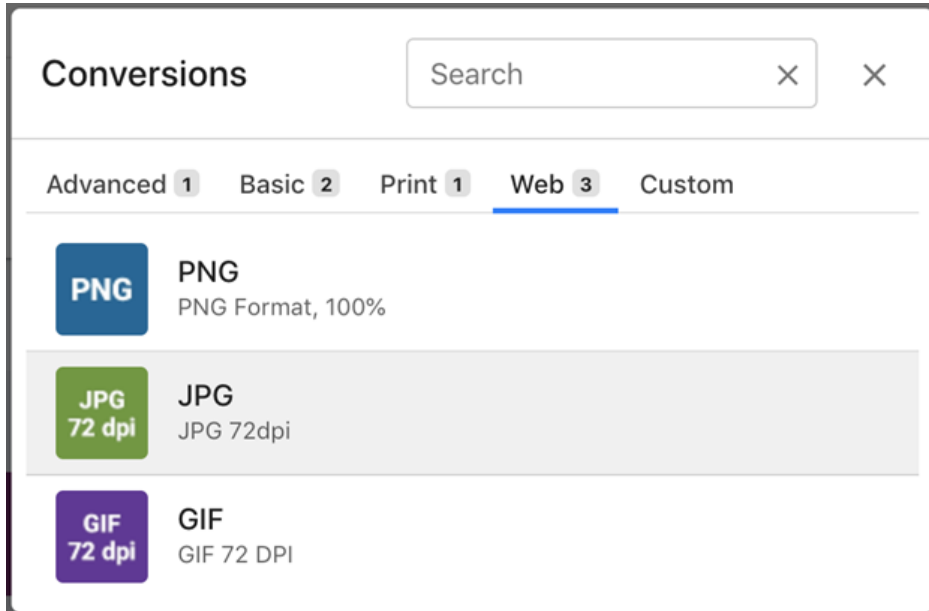 Conversions
Search
Advanced 1 Basic 2 Print 1 Web 3 Custom
PNG
PNG
PNG Format, 100%
JPG
72 dpi
JPG
JPG 72dpi
GIF
72 dpi
GIF
GIF 72 DPI